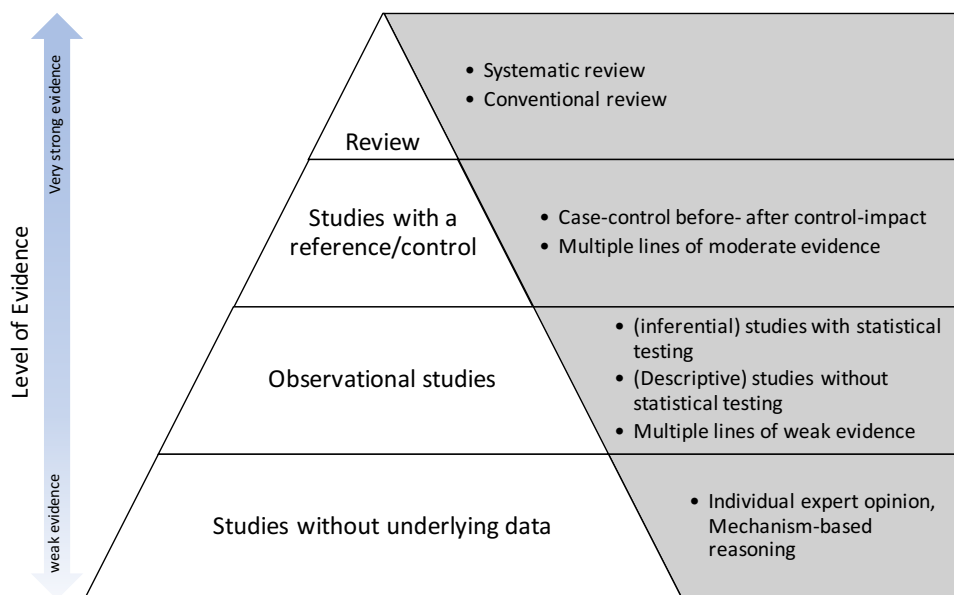 Level of Evidence
Very strong evidence
weak evidence
Review
• Systematic review
• Conventional review
Studies with a
reference/control
• Case-control before- after control-impact
• Multiple lines of moderate evidence
Observational studies
• (inferential) studies with statistical
testing
• (Descriptive) studies without
statistical testing
• Multiple lines of weak evidence
Studies without underlying data
• Individual expert opinion,
Mechanism-based
reasoning